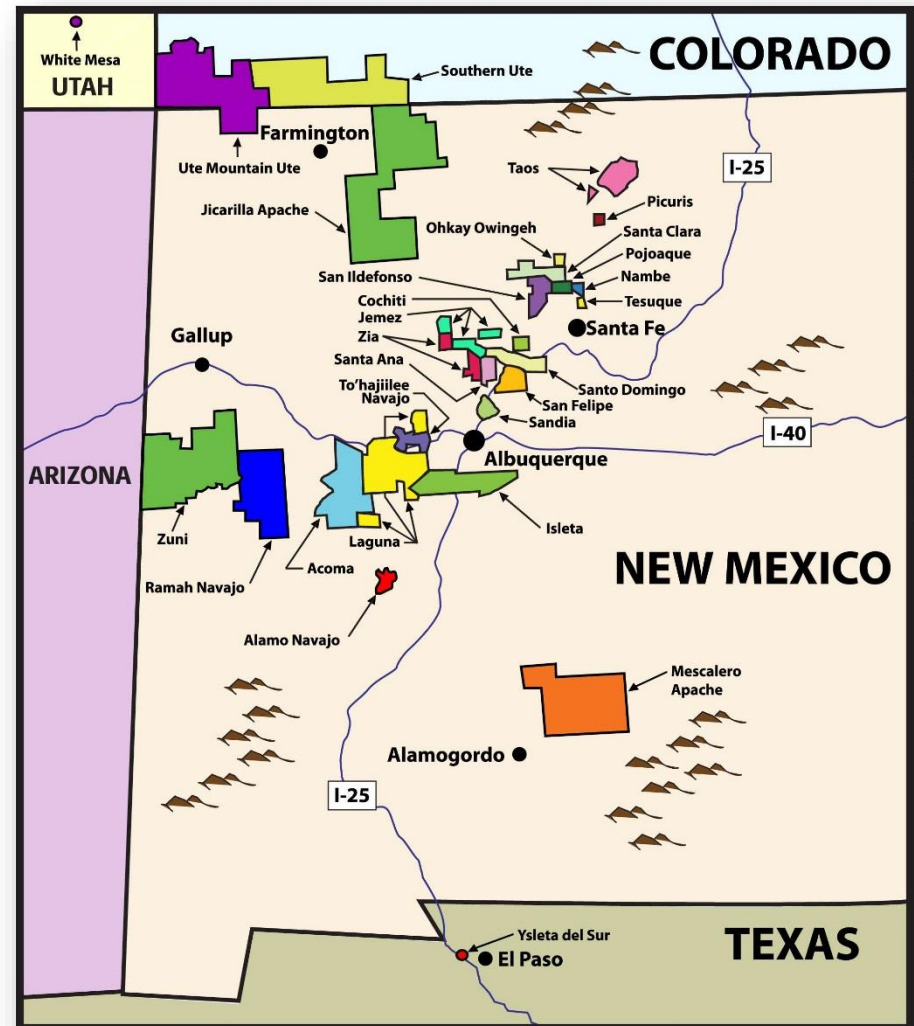 White Mesa
UTAH
COLORADO
Southern Ute
Farmington
Ute Mountain Ute
I-25
Taos
Jicarilla Apache
Picuris
Ohkay Owingeh
Santa Clara
Pojoaque
San Ildefonso
Nambe
Cochiti
Tesuque
Jemez
Gallup
Zia
Santa Fe
Santa Ana
To'hajiilee
Navajo
Santo Domingo
San Felipe
Sandia
I-40
Albuquerque
ARIZONA
Isleta
Zuni
Laguna
Acoma
NEW MEXICO
Ramah Navajo
Alamo Navajo
Mescalero
Apache
Alamogordo
I-25
Ysleta del Sur
TEXAS
El Paso